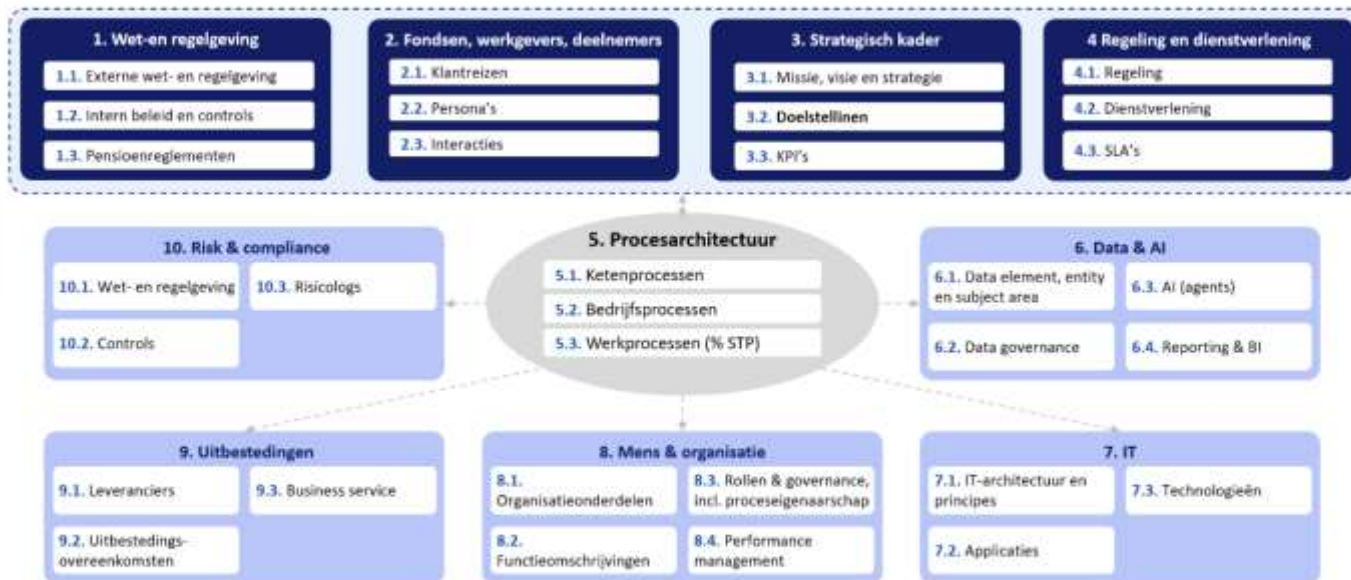 1. Wet-en regelgeving
1.1. Externe wet- en regelgeving
1.2. Intern beleid en controls
1.3. Pensioenreglementen
2. Fondsen, werkgevers, deelnemers
2.1. Klantreizen
2.2. Persona's
2.3. Interacties
3. Strategisch kader
3.1. Missie, visie en strategie
3.2. Doelstellinen
3.3. KPI's
4 Regeling en dienstverlening
4.1. Regeling
4.2. Dienstverlening
4.3. SLA's
5. Procesarchitectuur
5.1. Ketenprocessen
5.2. Bedrijfsprocessen
5.3. Werkprocessen (% STP)
10. Risk & compliance
10.1. Wet- en regelgeving
10.3. Risicologs
10.2. Controls
6. Data & AI
6.1. Data element, entity
en subject area
6.3. AI (agents)
6.2. Data governance
6.4. Reporting & BI
9. Uitbestedingen
9.1. Leveranciers
9.3. Business service
9.2. Uitbestedings-
overeenkomsten
8. Mens & organisatie
8.1.
Organisatieonderdelen
8.3. Rollen & governance,
incl. proceseigenaarschap
8.2.
Functieomschrijvingen
8.4. Performance
management
7. IT
7.1. IT-architectuur en
principes
7.3. Technologieën
7.2. Applicaties